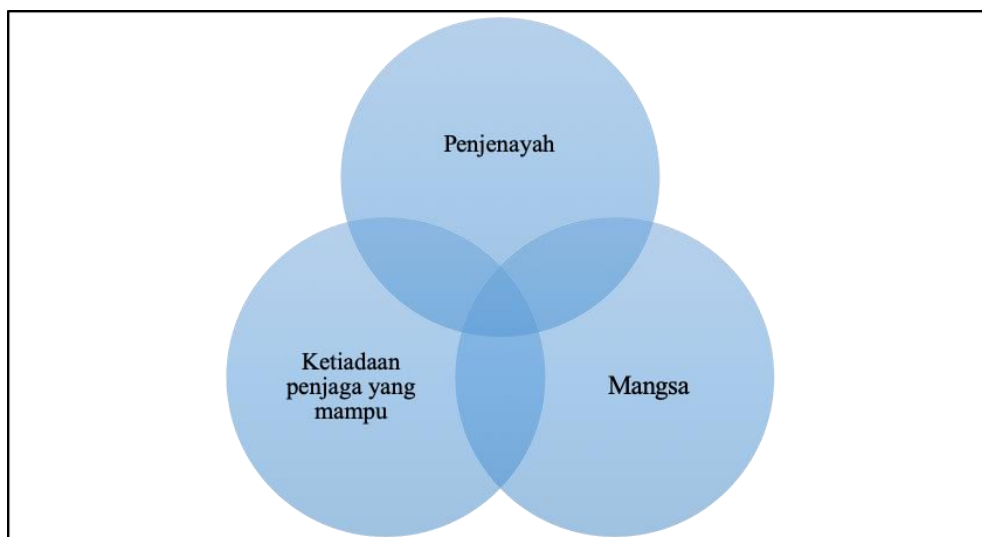 Penjenayah
Ketiadaan
penjaga yang
mampu
Mangsa